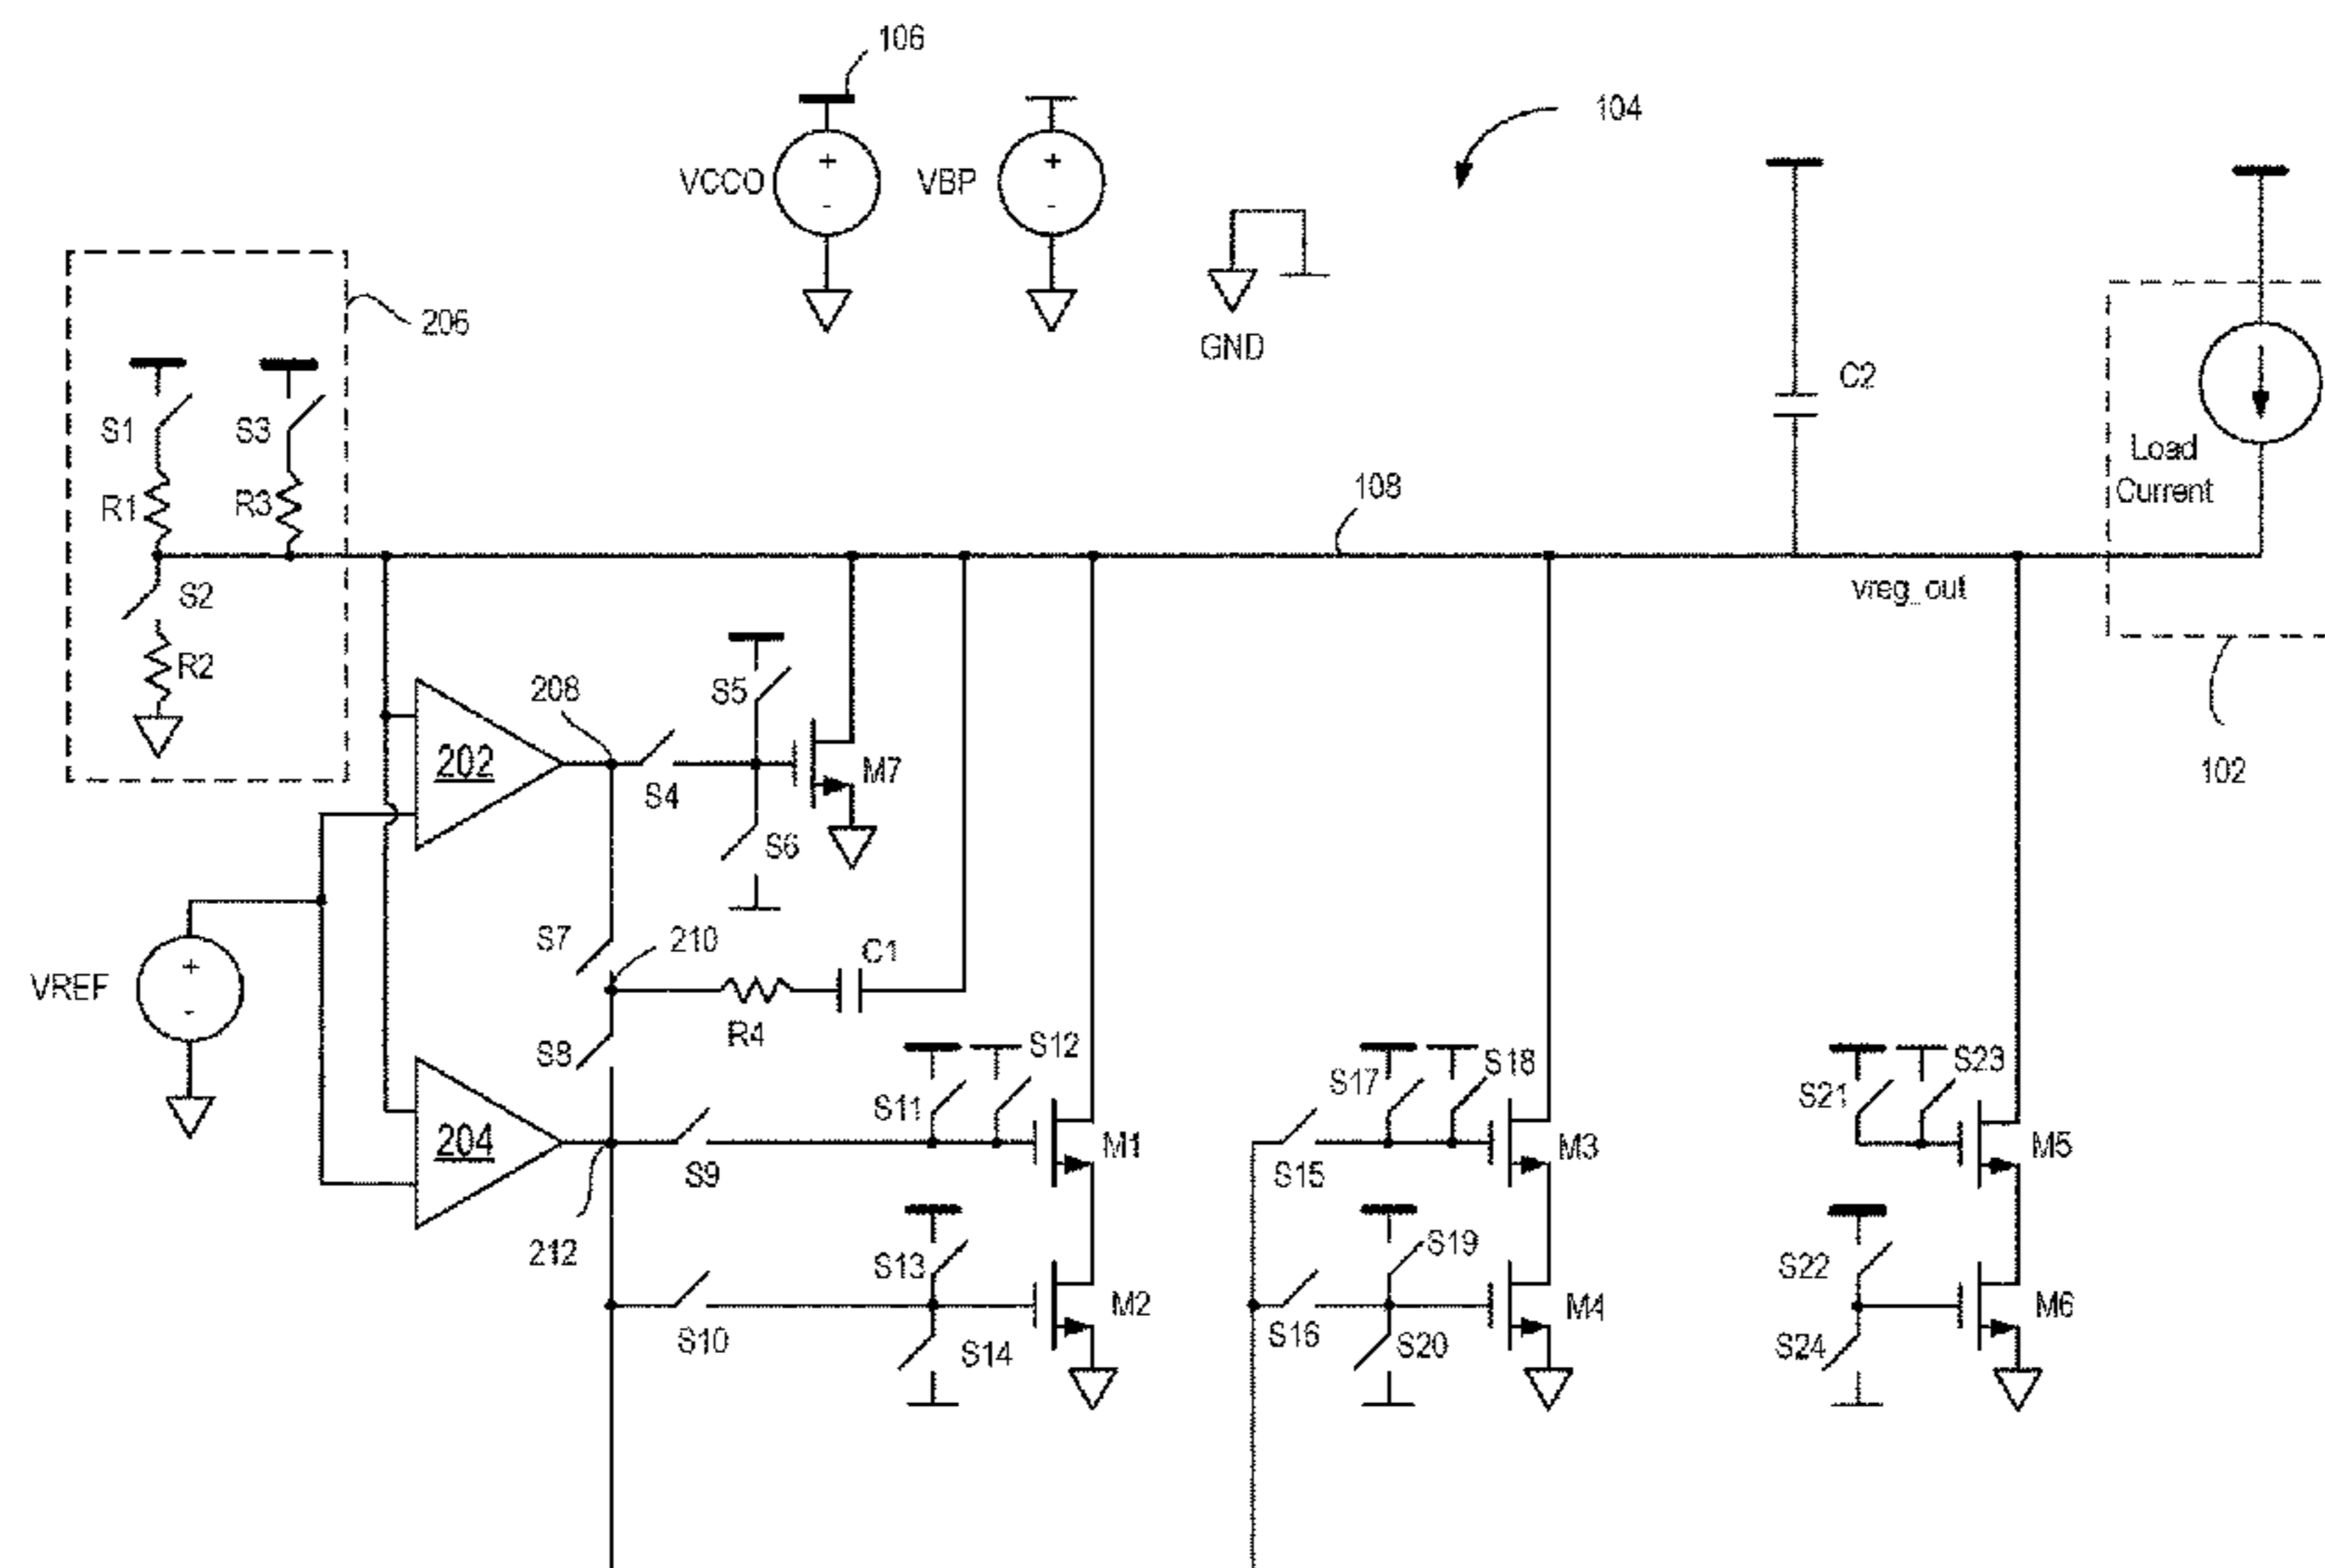 106
VCCO
+
-
VBP
+
-
104
GND
206
S1
S3
R1
R3
S2
R2
C2
Load
Current
108
vreg_out
102
208
S5
202
S4
M7
S6
VREF
+
-
S7
210
C1
R4
S8
S12
S11
204
S9
M1
212
S13
S10
S14
M2
S17
S18
S15
M3
S19
S16
S20
M4
S21
S23
M5
S22
S24
M6